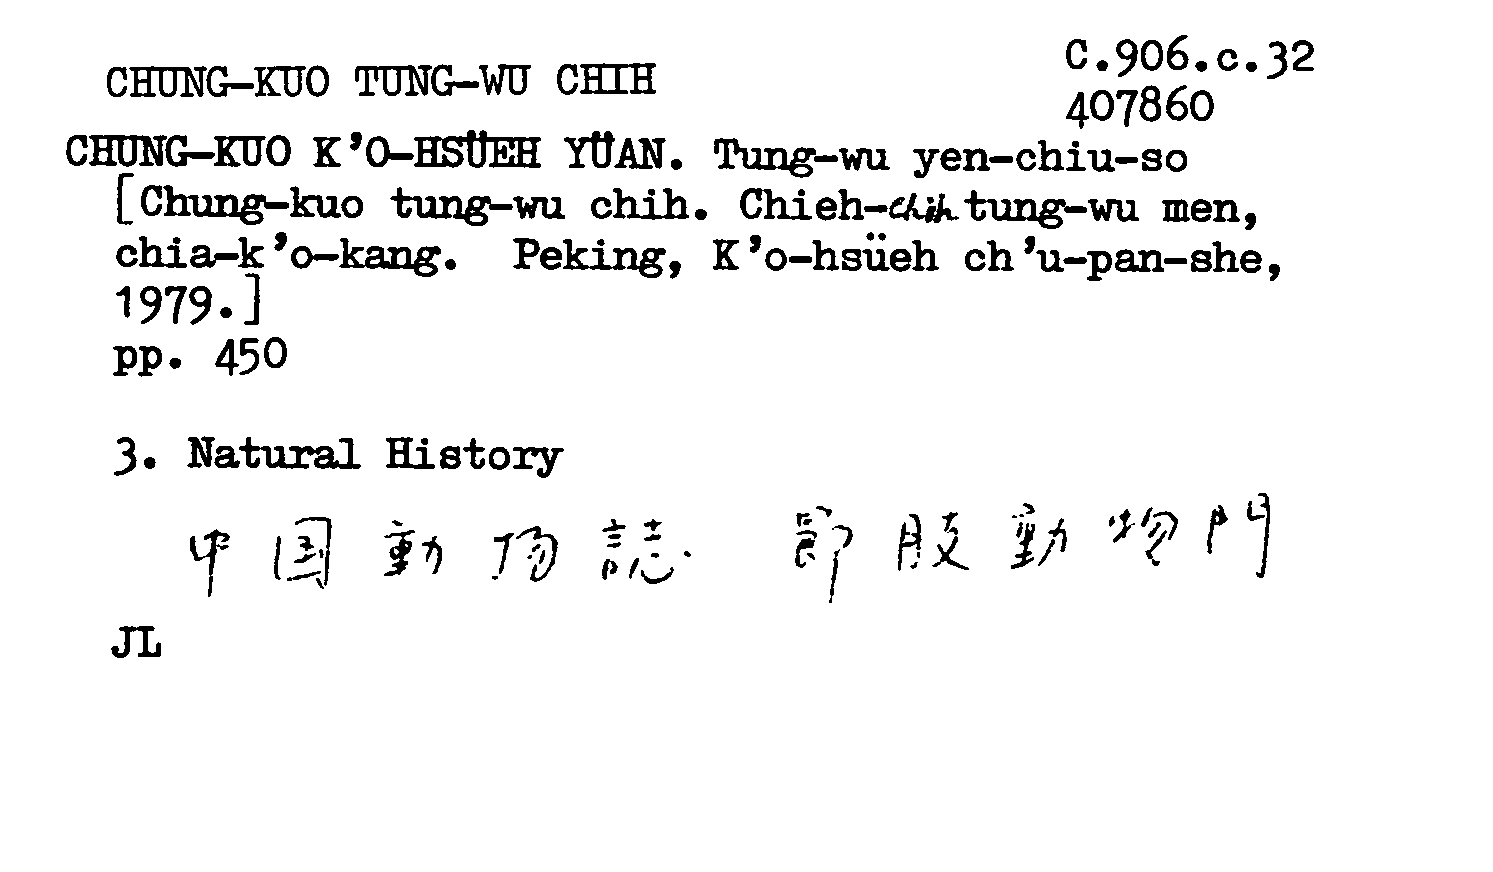 CHUNG-KUO TUNG-WU CHIH
C.906.c.32
407860
CHUNG-KUO K'O-HSÜEH YÜAN. Tung-wu yen-chiu-so
[Chung-kuo tung-wu chih. Chieh-chih tung-wu men,
chia-k'o-kang. Peking, K'o-hsüeh ch'u-pan-she,
1979.]
pp. 450
3. Natural History
中国動物誌 節肢動物門
JL